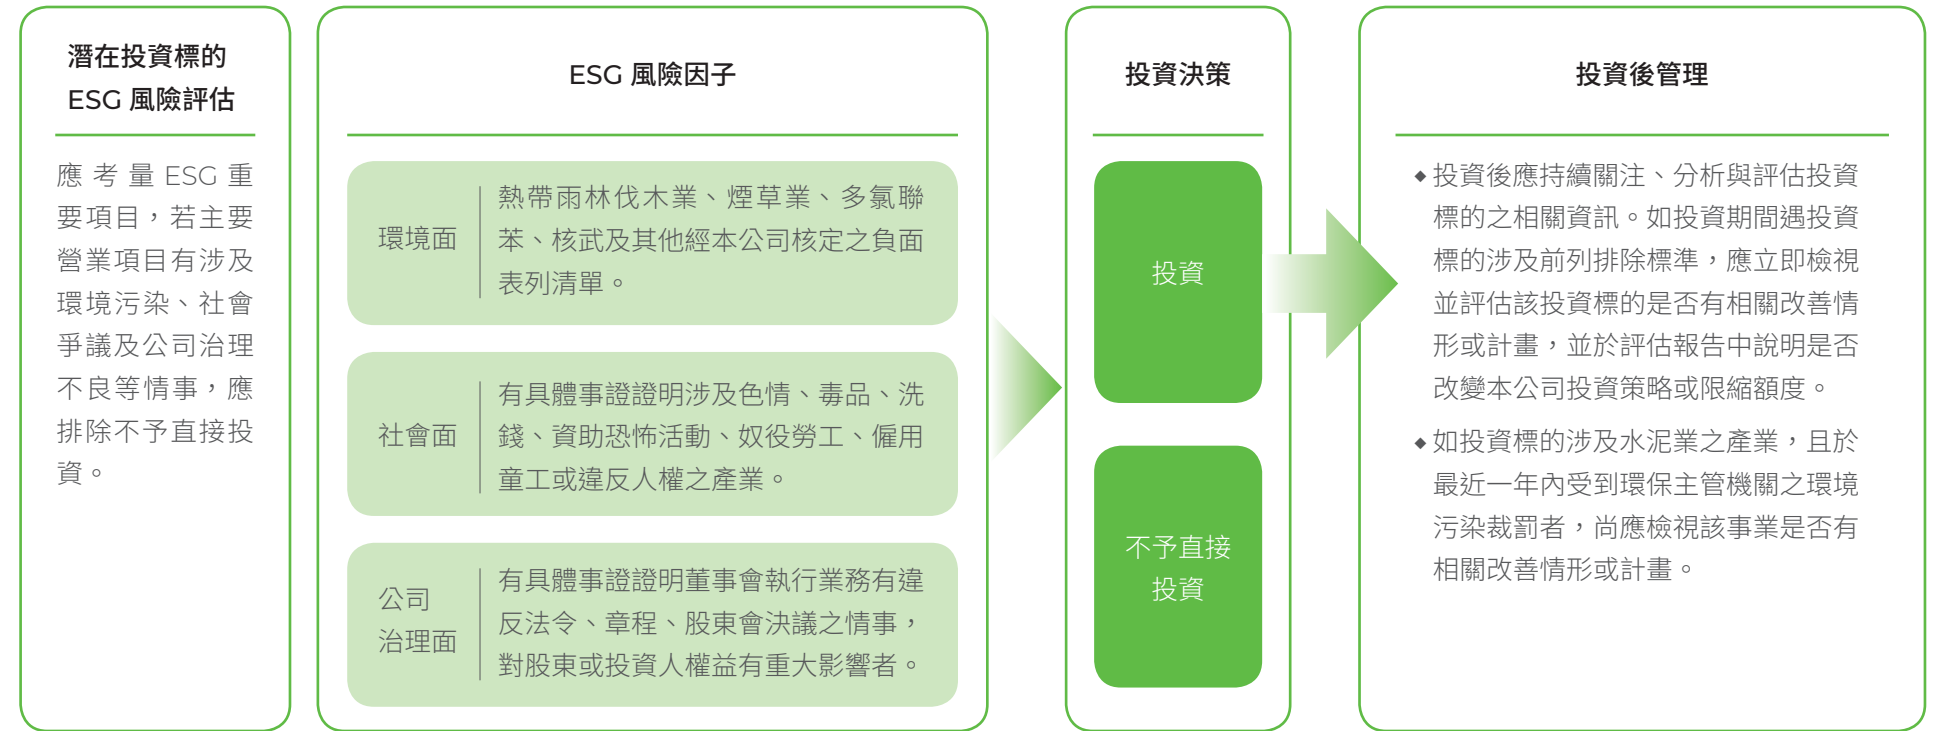 潛在投資標的
ESG 風險評估
應考量ESG重
要項目，若主要
營業項目有涉及
環境污染、社會
爭議及公司治理
不良等情事，應
排除不予直接投
資。
ESG 風險因子
環境面
熱帶雨林伐木業、煙草業、多氯聯
苯、核武及其他經本公司核定之負面
表列清單。
社會面
有具體事證證明涉及色情、毒品、洗
錢、資助恐怖活動、奴役勞工、僱用
童工或違反人權之產業。
公司
治理面
有具體事證證明董事會執行業務有違
反法令、章程、股東會決議之情事，
對股東或投資人權益有重大影響者。
投資決策
投資
不予直接
投資
投資後管理
◆投資後應持續關注、分析與評估投資
標的之相關資訊。如投資期間遇投資
標的涉及前列排除標準，應立即檢視
並評估該投資標的是否有相關改善情
形或計畫，並於評估報告中說明是否
改變本公司投資策略或限縮額度。
◆如投資標的涉及水泥業之產業，且於
最近一年內受到環保主管機關之環境
污染裁罰者，尚應檢視該事業是否有
相關改善情形或計畫。